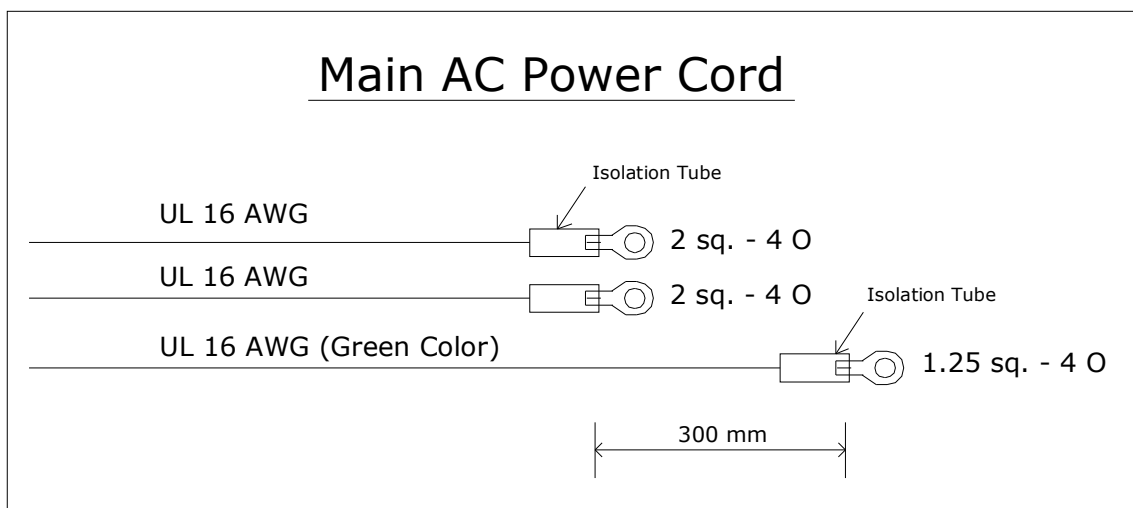 Main AC Power Cord
Isolation Tube
UL 16 AWG
2 sq. - 4 O
UL 16 AWG
2 sq. - 4 O
Isolation Tube
UL 16 AWG (Green Color)
1.25 sq. - 4 O
300 mm